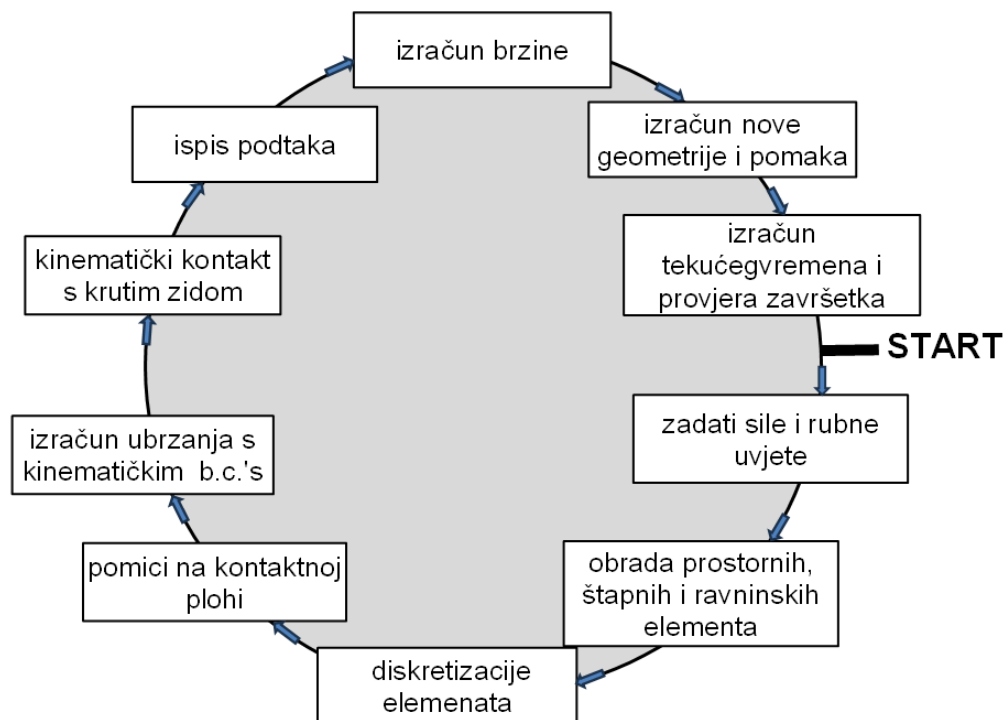 izračun brzine
izračun nove
geometrije i pomaka
izračun
tekućegvremena i
provjera završetka
START
zadati sile i rubne
uvjete
obrada prostornih,
štapnih i ravninskih
elementa
diskretizacije
elemenata
pomici na kontaktnoj
plohi
izračun ubrzanja s
kinematičkim b.c.'s
kinematički kontakt
s krutim zidom
ispis podtaka